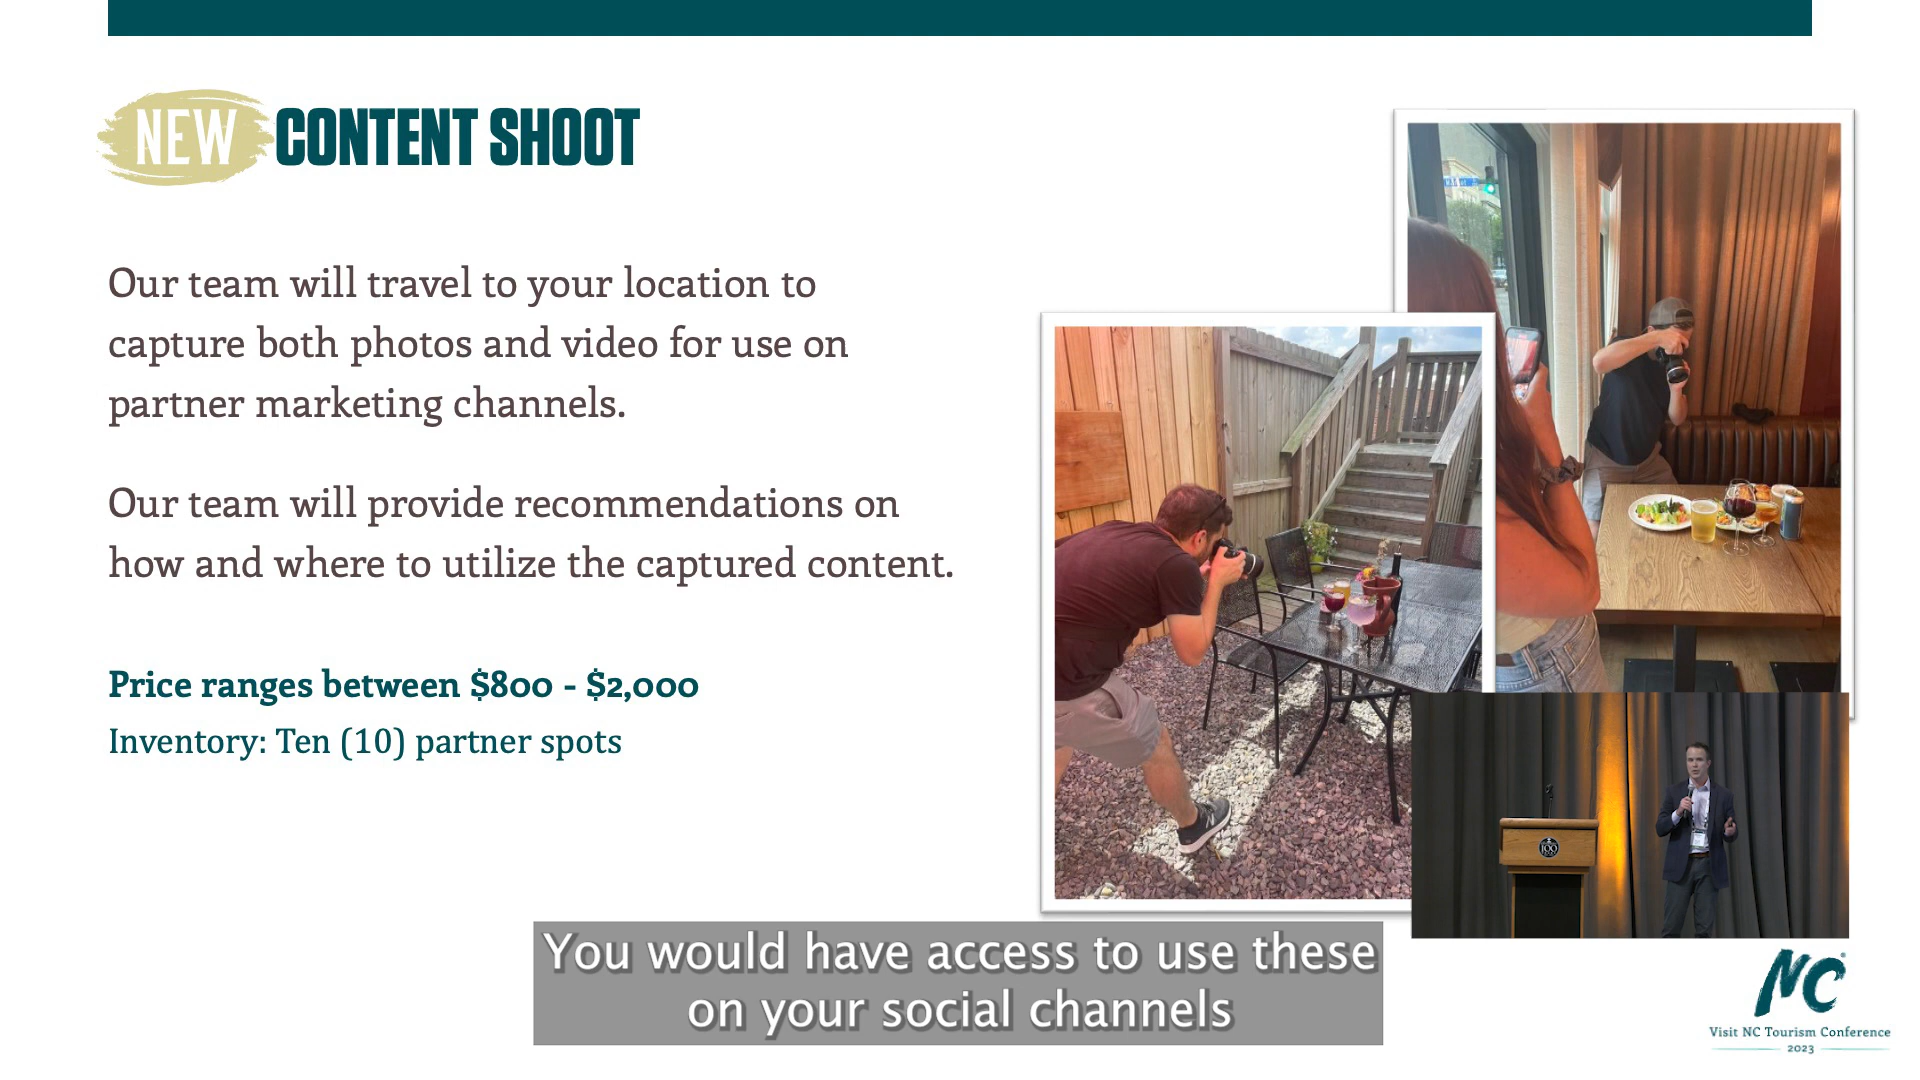 NEW CONTENT SHOOT
Our team will travel to your location to
capture both photos and video for use on
partner marketing channels.
Our team will provide recommendations on
how and where to utilize the captured content.
Price ranges between $800 - $2,000
Inventory: Ten (10) partner spots
100
You would have access to use these
on your social channels
NC
Visit NC Tourism Conference
2023